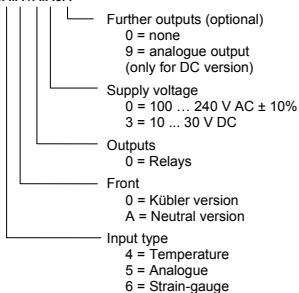 Further outputs (optional)
0 = none
9 = analogue output
(only for DC version)
Supply voltage
0 = 100 … 240 V AC ± 10%
3 = 10 ... 30 V DC
Outputs
0 = Relays
Front
0 = Kübler version
A = Neutral version
Input type
4 = Temperature
5 = Analogue
6 = Strain-gauge